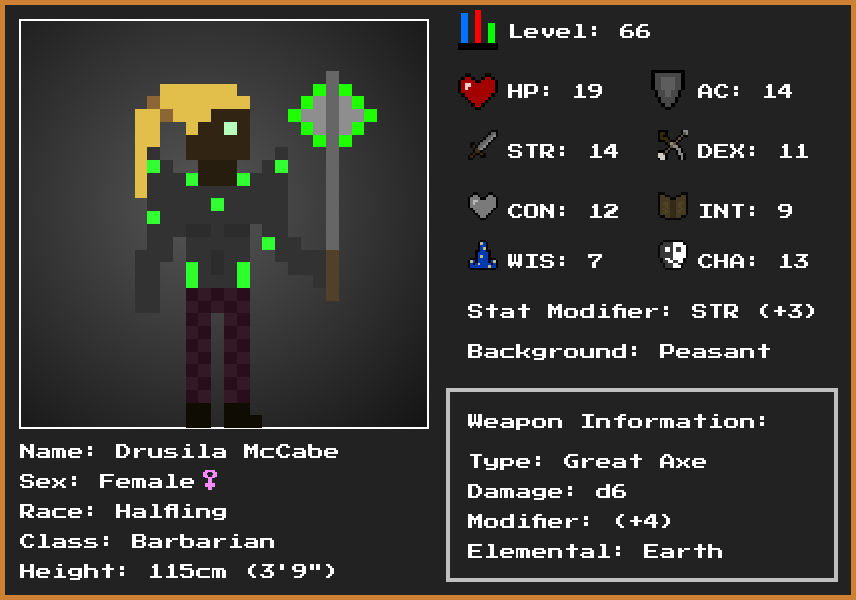 Level: 66
HP: 19
AC: 14
STR: 14
DEX: 11
CON: 12
INT: 9
WIS: 7
CHA: 13
Stat Modifier: STR (+3)
Background: Peasant
Weapon Information:
Type: Great Axe
Damage: d6
Modifier: (+4)
Elemental: Earth
Name: Drusila McCabe
Sex: Female♀
Race: Halfling
Class: Barbarian
Height: 115cm (3'9")